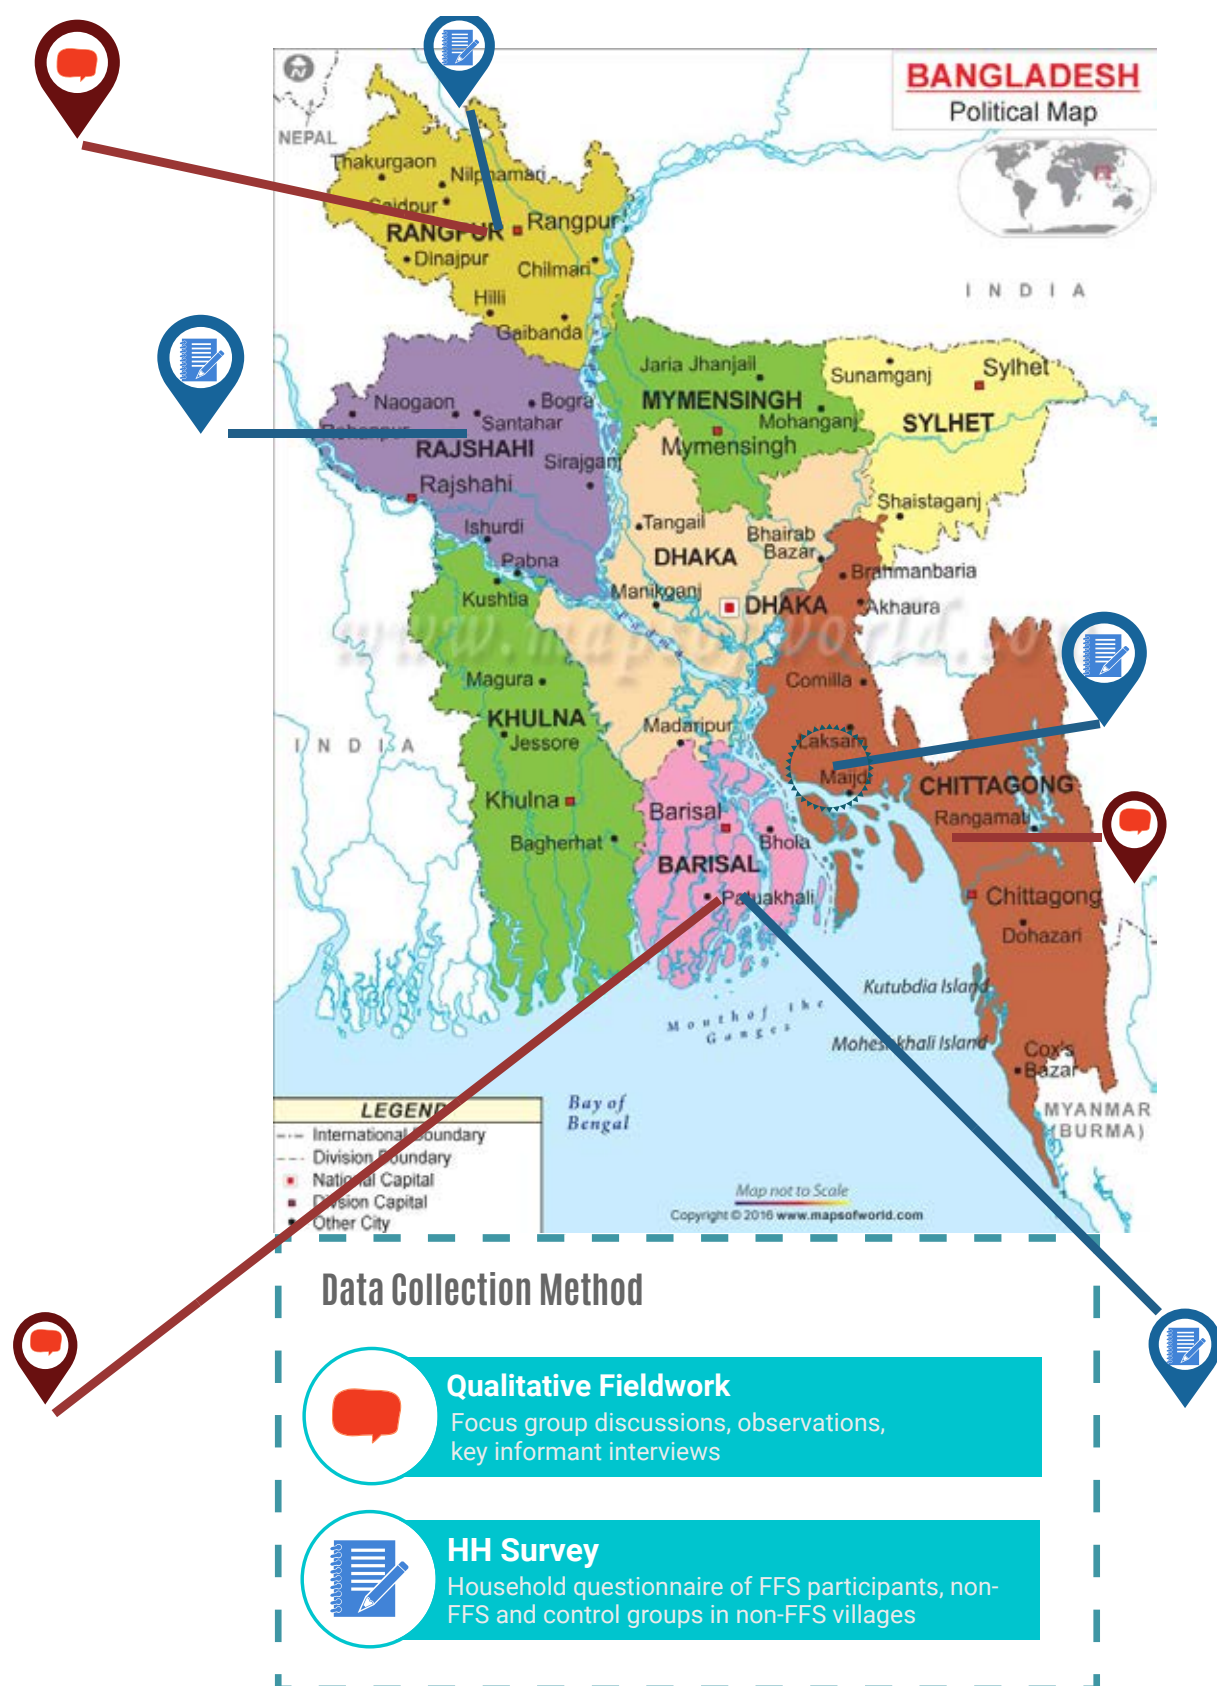 BANGLADESH
Political Map
N
NEPAL
Thakurgaon
Nilphamari
Saidpur
Rangpur
RANGPUR
Dinajpur
Chilmari
INDIA
Hilli
Gaibanda
Jaria Jhanjail
Sunamganj
Sylhet
Naogaon
Bogra
MYMENSINGH
Santahar
Mohanganj
SYLHET
Rohanpur
RAJSHAHI
Mymensingh
Sirajganj
Rajshahi
Shaistaganj
Ishurdi
Tangail
Bhairab
Bazar
DHAKA
Pabna
Brahmanbaria
Kushtia
Manikganj
DHAKA
Akhaura
Padma
www.mapsofworld.com
Magura
Comilla
KHULNA
Madaripur
INDIA
Jessore
Laksam
Maijdi
CHITTAGONG
Khulna
Barisal
Rangamati
Bagherhat
Bhola
BARISAL
Patuakhali
Chittagong
Dohazari
Kutubdia Island
Mouth of the
Ganges
Moheshkhali Island
Cox's
Bazar
Bay of
Bengal
MYANMAR
(BURMA)
LEGEND
International Boundary
Division Boundary
National Capital
Division Capital
Other City
Map not to Scale
Copyright © 2016 www.mapsofworld.com
Data Collection Method
Qualitative Fieldwork
Focus group discussions, observations,
key informant interviews
HH Survey
Household questionnaire of FFS participants, non-
FFS and control groups in non-FFS villages